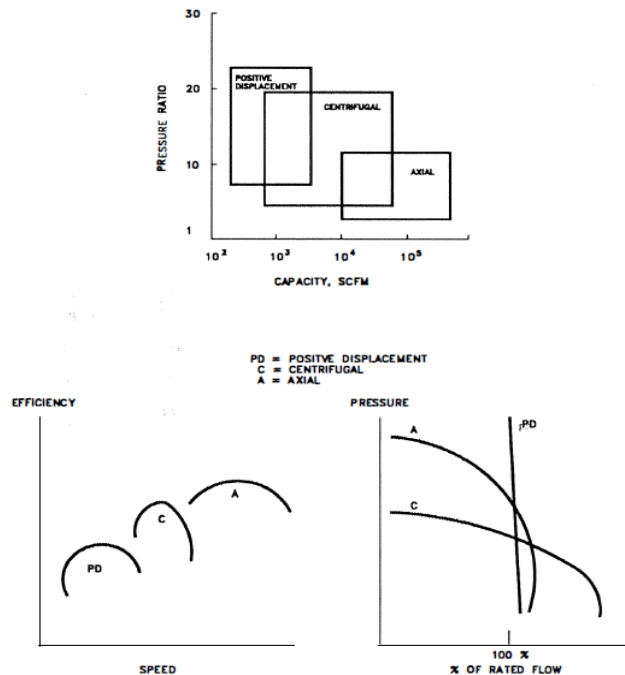 30
20
10
1
PRESSURE RATIO
POSITIVE
DISPLACEMENT
CENTRIFUGAL
AXIAL
10²
10³
10⁴
10⁵
CAPACITY, SCFM
PD = POSITVE DISPLACEMENT
C = CENTRIFUGAL
A = AXIAL
EFFICIENCY
PD
C
A
SPEED
PRESSURE
A
C
PD
100 %
% OF RATED FLOW